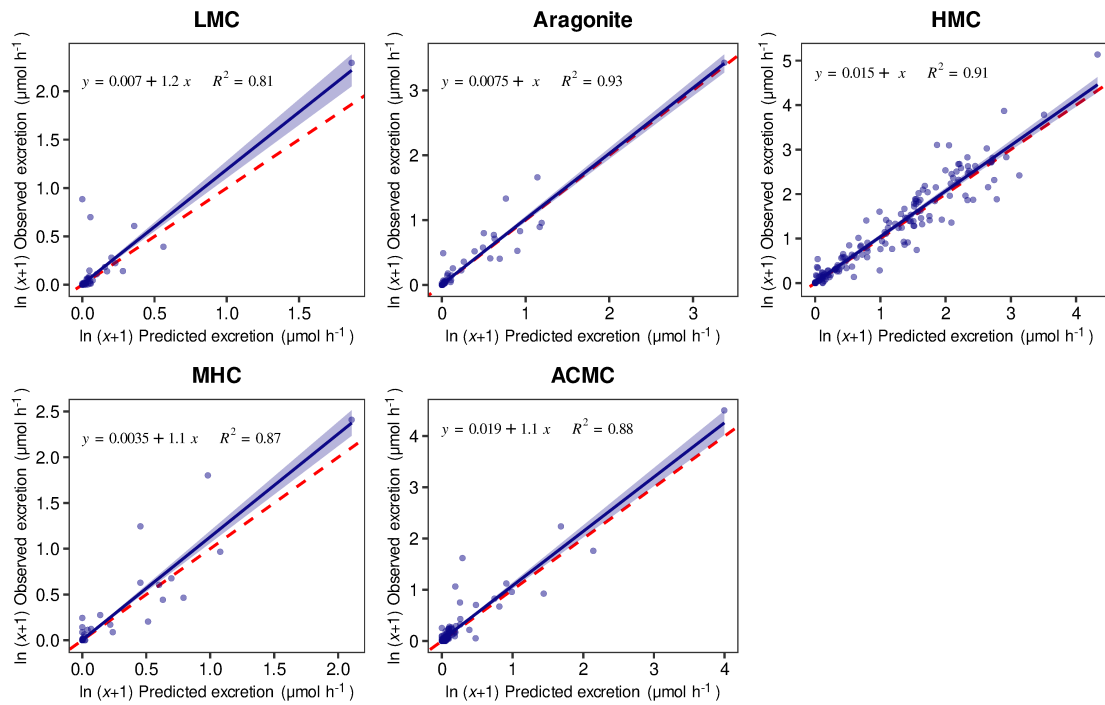 LMC
Aragonite
HMC
ln (x+1) Observed excretion (µmol h⁻¹)
y = 0.007 + 1.2 x R² = 0.81
2.0
1.5
1.0
0.5
0.0
0.0 0.5 1.0 1.5
ln (x+1) Predicted excretion (µmol h⁻¹)
ln (x+1) Observed excretion (µmol h⁻¹)
y = 0.0075 + x R² = 0.93
3
2
1
0
0 1 2 3
ln (x+1) Predicted excretion (µmol h⁻¹)
ln (x+1) Observed excretion (µmol h⁻¹)
y = 0.015 + x R² = 0.91
5
4
3
2
1
0
0 1 2 3 4
ln (x+1) Predicted excretion (µmol h⁻¹)
MHC
ACMC
ln (x+1) Observed excretion (µmol h⁻¹)
y = 0.0035 + 1.1 x R² = 0.87
2.5
2.0
1.5
1.0
0.5
0.0
0.0 0.5 1.0 1.5 2.0
ln (x+1) Predicted excretion (µmol h⁻¹)
ln (x+1) Observed excretion (µmol h⁻¹)
y = 0.019 + 1.1 x R² = 0.88
4
3
2
1
0
0 1 2 3 4
ln (x+1) Predicted excretion (µmol h⁻¹)